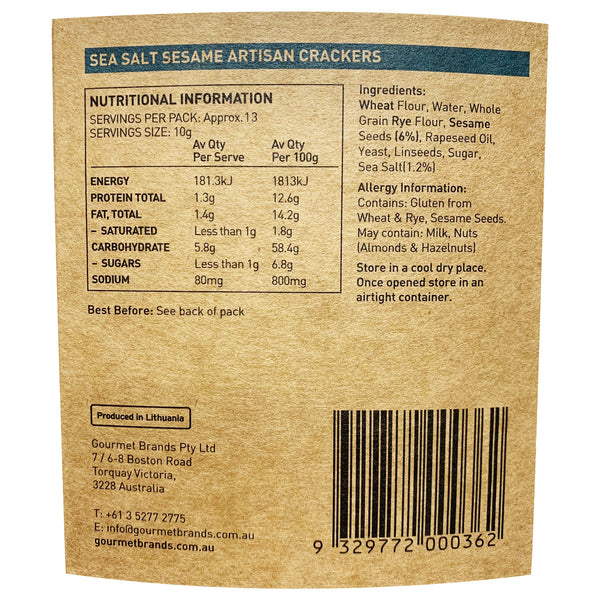 SEA SALT SESAME ARTISAN CRACKERS
NUTRITIONAL INFORMATION
SERVINGS PER PACK: Approx.13
SERVINGS SIZE: 10g
Av Qty Av Qty
Per Serve Per 100g
ENERGY 181.3kJ 1813kJ
PROTEIN TOTAL 1.3g 12.6g
FAT, TOTAL 1.4g 14.2g
– SATURATED Less than 1g 1.8g
CARBOHYDRATE 5.8g 58.4g
– SUGARS Less than 1g 6.8g
SODIUM 80mg 800mg
Best Before: See back of pack
Ingredients:
Wheat Flour, Water, Whole
Grain Rye Flour, Sesame
Seeds (6%), Rapeseed Oil,
Yeast, Linseeds, Sugar,
Sea Salt(1.2%)
Allergy Information:
Contains: Gluten from
Wheat & Rye, Sesame Seeds.
May contain: Milk, Nuts
(Almonds & Hazelnuts)
Store in a cool dry place.
Once opened store in an
airtight container.
Produced in Lithuania
Gourmet Brands Pty Ltd
7 / 6-8 Boston Road
Torquay Victoria,
3228 Australia
T: +61 3 5277 2775
E: info@gourmetbrands.com.au
gourmetbrands.com.au
9 329772 000362